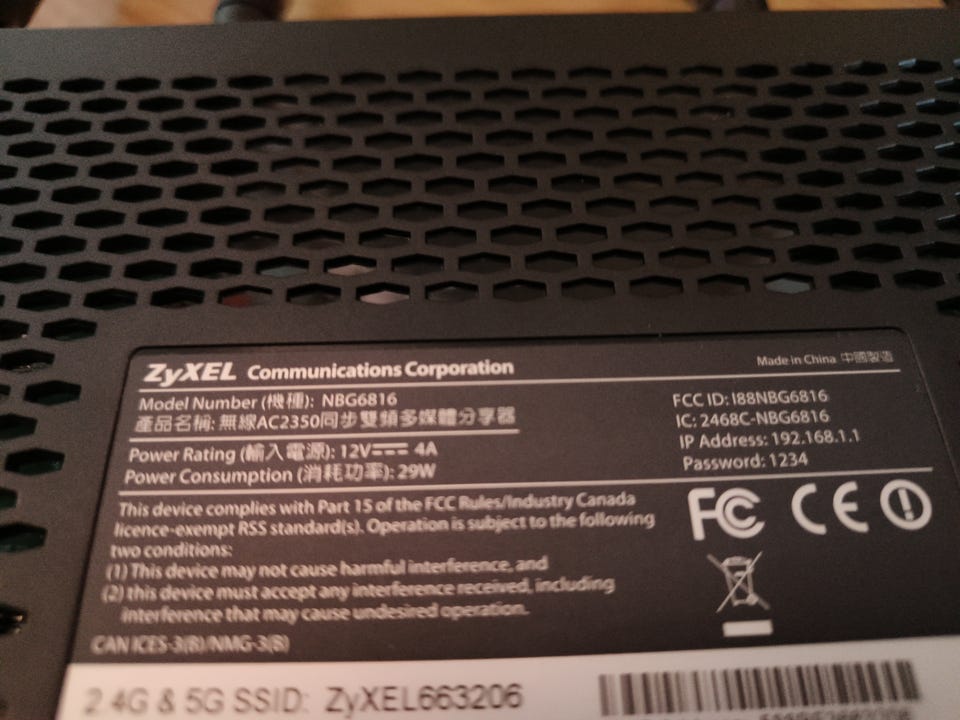 ZyXEL Communications Corporation
Made in China 中國製造
Model Number (機種): NBG6816
產品名稱: 無線AC2350同步雙頻多媒體分享器
Power Rating (輸入電源): 12V⎓ 4A
Power Consumption (消耗功率): 29W
FCC ID: I88NBG6816
IC: 2468C-NBG6816
IP Address: 192.168.1.1
Password: 1234
This device complies with Part 15 of the FCC Rules/Industry Canada
licence-exempt RSS standard(s). Operation is subject to the following
two conditions:
(1) This device may not cause harmful interference, and
(2) this device must accept any interference received, including
interference that may cause undesired operation.
CAN ICES-3(B)/NMB-3(B)
FC CE
2.4G & 5G SSID: ZyXEL663206